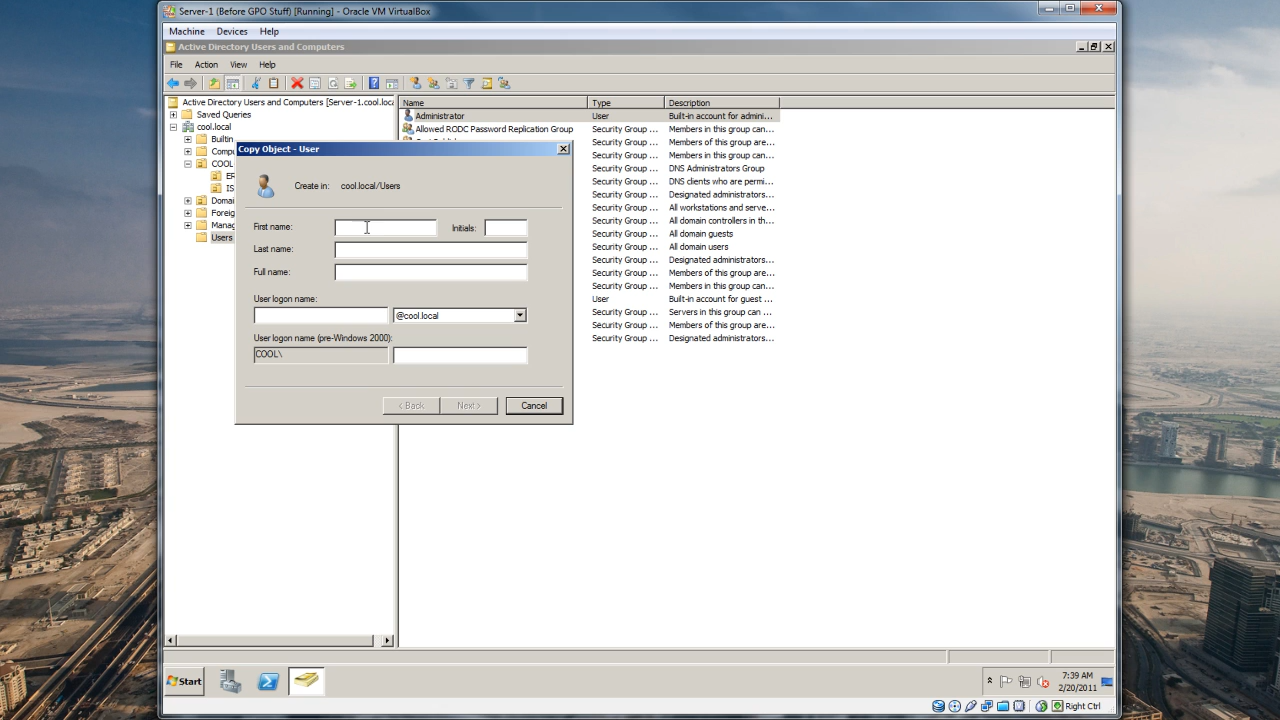 Server-1 (Before GPO Stuff) [Running] - Oracle VM VirtualBox
Machine Devices Help
Active Directory Users and Computers
File Action View Help
Active Directory Users and Computers [Server-1.cool.loca
Saved Queries
cool.local
Builtin
Compu
COOL
ER
IS
Domai
Foreig
Manag
Users
Name Type Description
Administrator User Built-in account for admini...
Allowed RODC Password Replication Group Security Group ... Members in this group can...
Security Group ... Members of this group are...
Security Group ... Members in this group can...
Security Group ... DNS Administrators Group
Security Group ... DNS clients who are permi...
Security Group ... Designated administrators...
Security Group ... All workstations and serve...
Security Group ... All domain controllers in th...
Security Group ... All domain guests
Security Group ... All domain users
Security Group ... Designated administrators...
Security Group ... Members of this group are...
Security Group ... Members in this group can...
User Built-in account for guest ...
Security Group ... Servers in this group can ...
Security Group ... Members of this group are...
Security Group ... Designated administrators...
Copy Object - User
Create in: cool.local/Users
First name: Initials:
Last name:
Full name:
User logon name:
@cool.local
User logon name (pre-Windows 2000):
COOL\
< Back Next > Cancel
Start
7:39 AM
2/20/2011
Right Ctrl